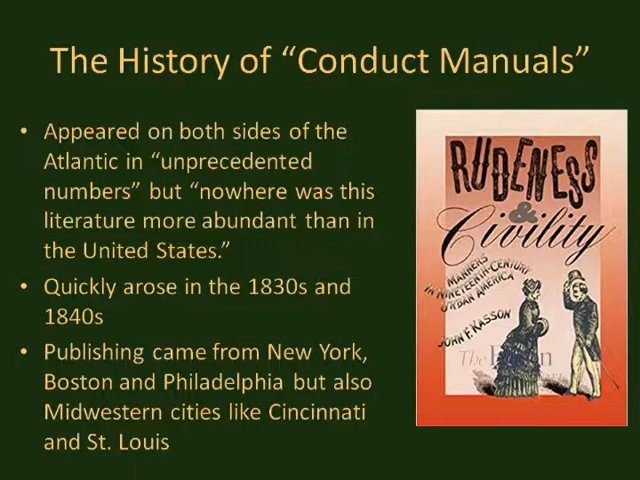 The History of “Conduct Manuals”
• Appeared on both sides of the
Atlantic in “unprecedented
numbers” but “nowhere was this
literature more abundant than in
the United States.”
• Quickly arose in the 1830s and
1840s
• Publishing came from New York,
Boston and Philadelphia but also
Midwestern cities like Cincinnati
and St. Louis
RUDENESS
&
Civility
MANNERS
IN NINETEENTH-CENTURY
URBAN AMERICA
JOHN F. KASSON
The